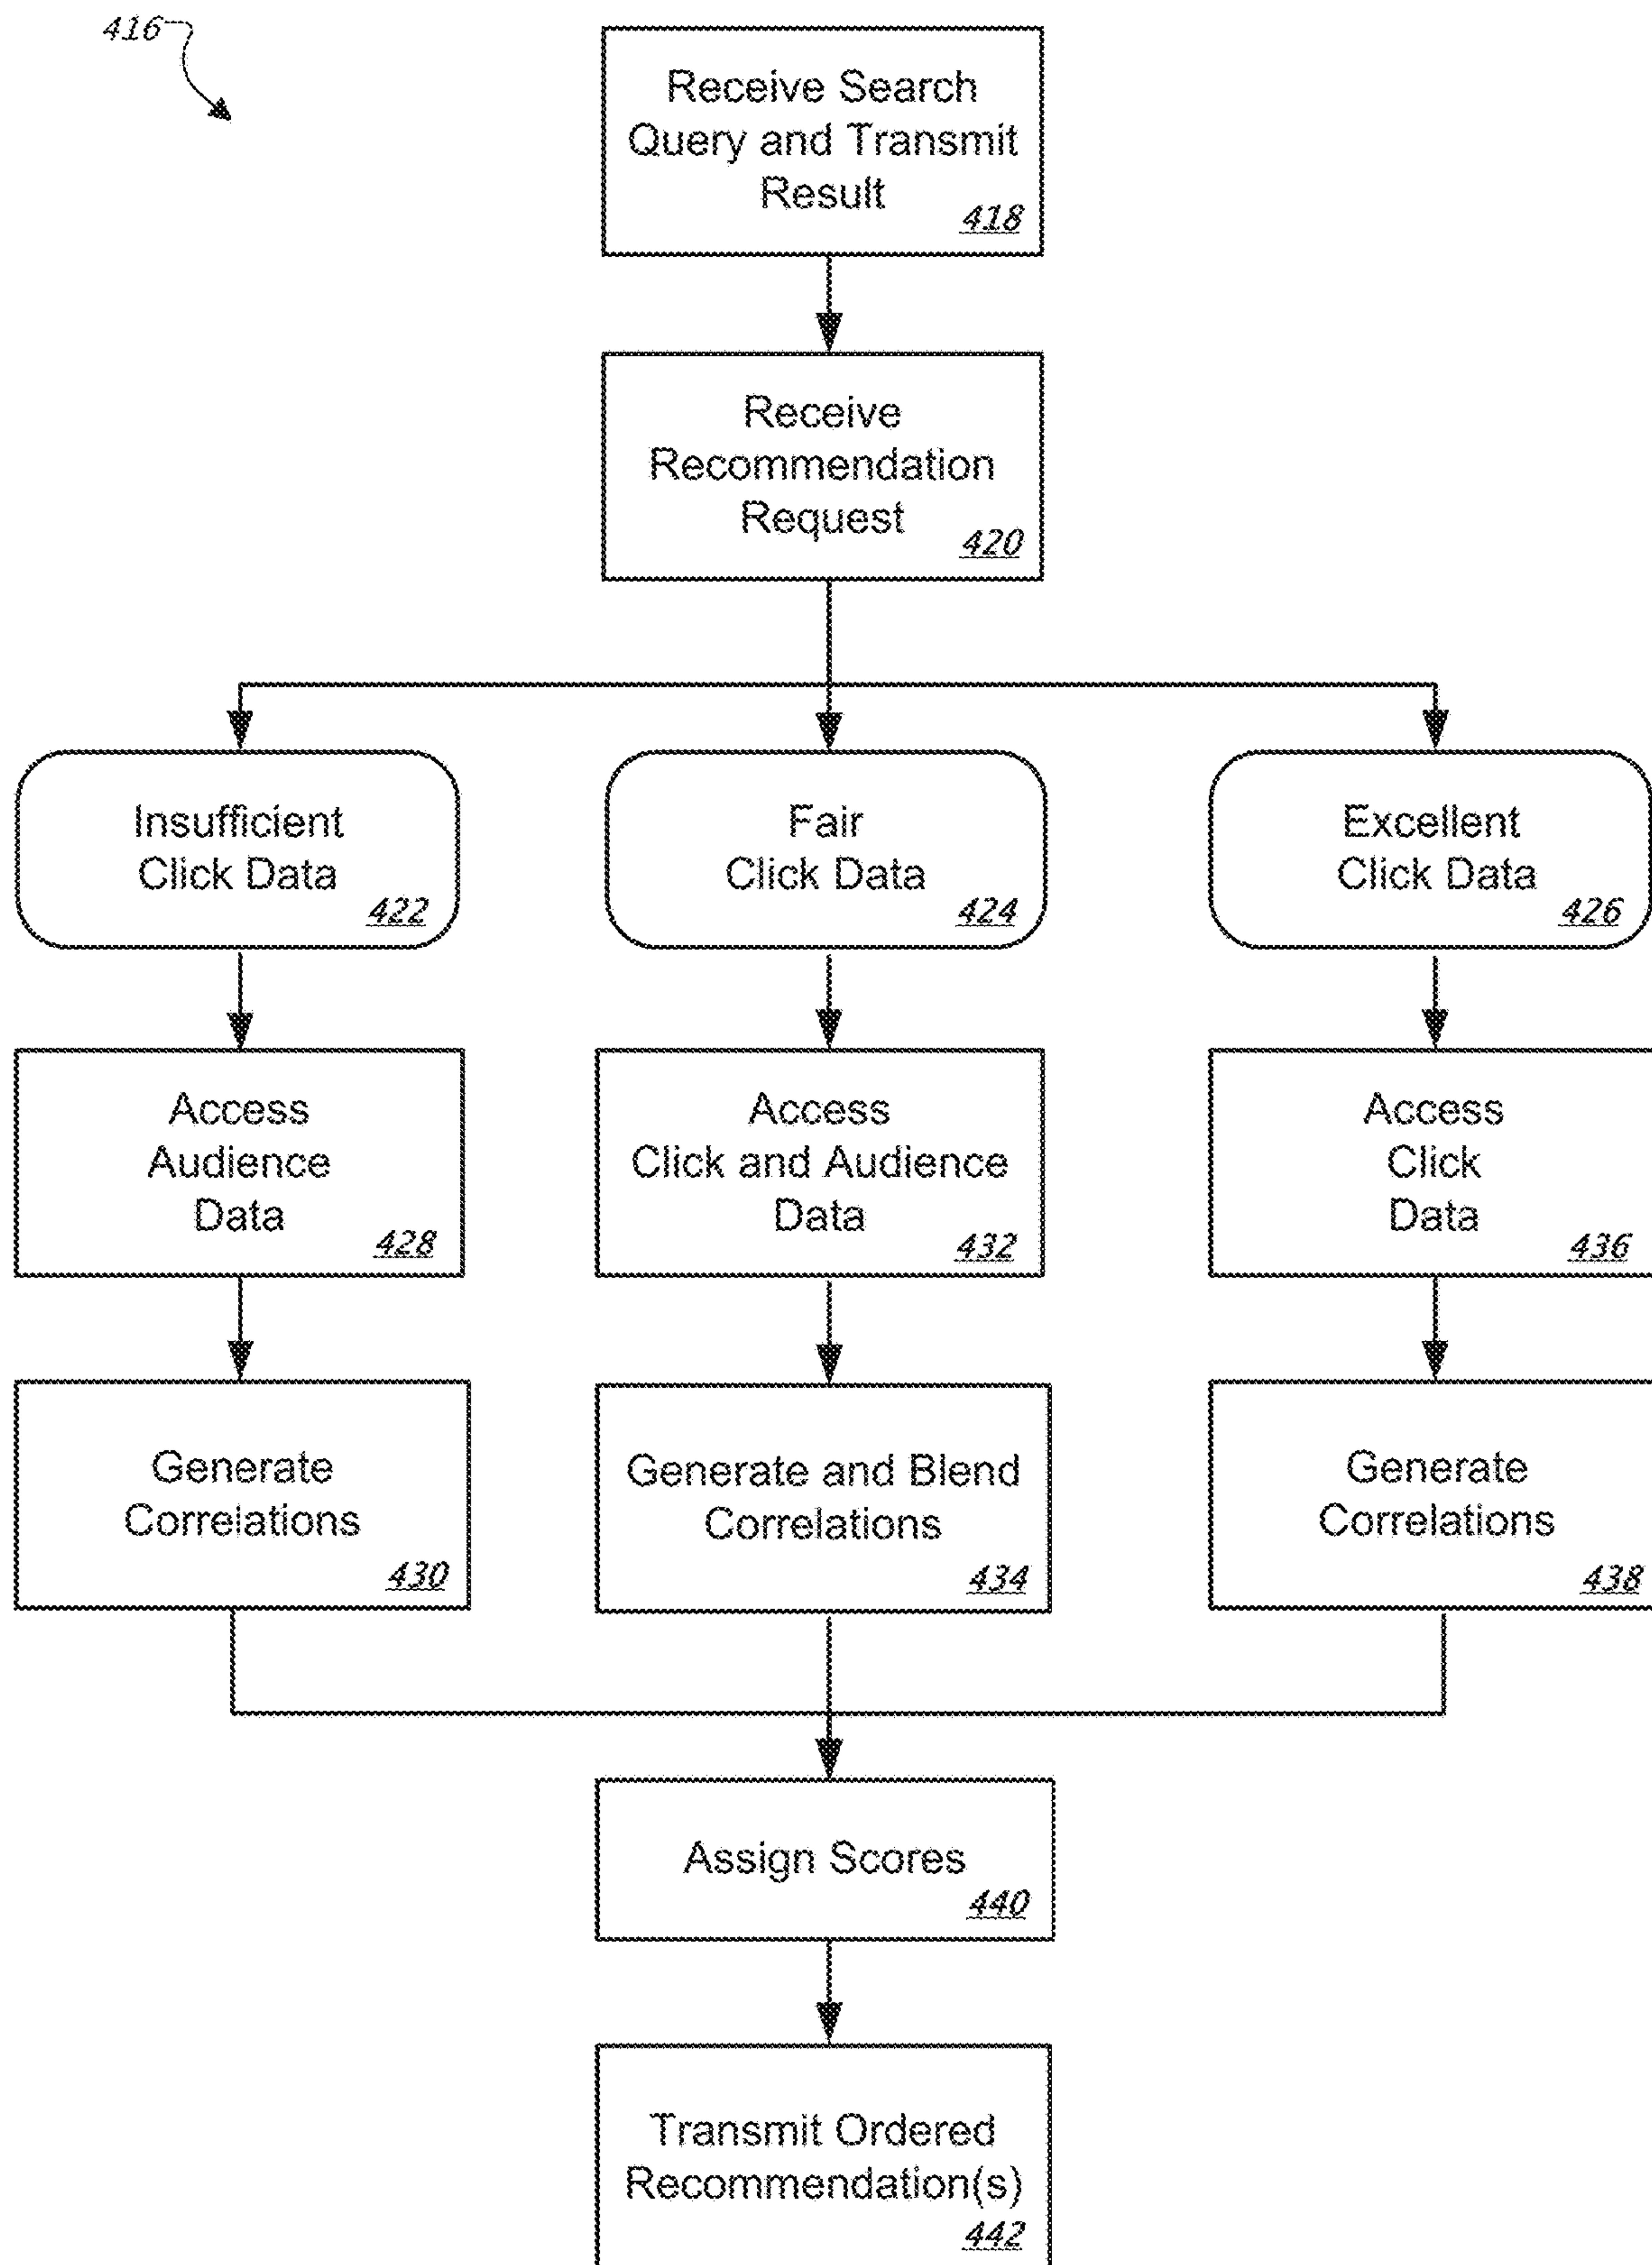 416
Receive Search
Query and Transmit
Result
418
Receive
Recommendation
Request
420
Insufficient
Click Data
422
Fair
Click Data
424
Excellent
Click Data
426
Access
Audience
Data
428
Access
Click and Audience
Data
432
Access
Click
Data
436
Generate
Correlations
430
Generate and Blend
Correlations
434
Generate
Correlations
438
Assign Scores
440
Transmit Ordered
Recommendation(s)
442